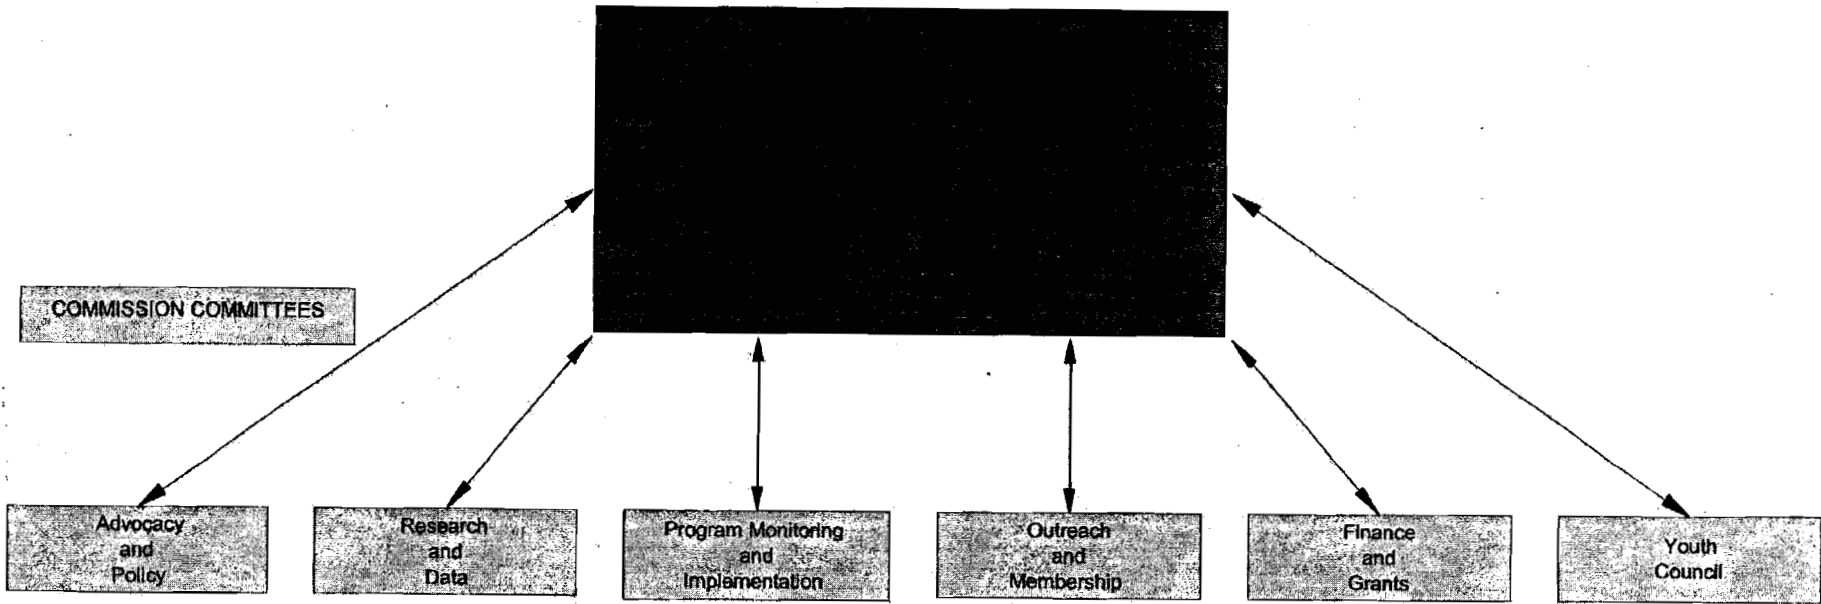 COMMISSION COMMITTEES
Advocacy
and
Policy
Research
and
Data
Program Monitoring
and
Implementation
Outreach
and
Membership
Finance
and
Grants
Youth
Council